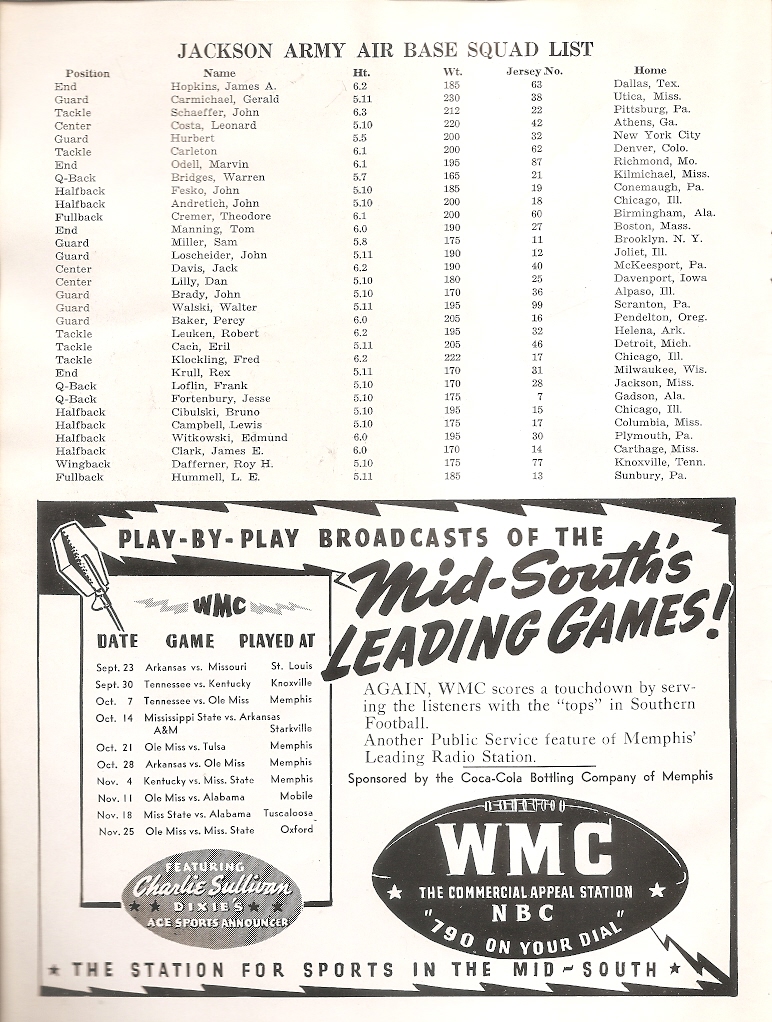 JACKSON ARMY AIR BASE SQUAD LIST
Position Name Ht. Wt. Jersey No. Home
End Hopkins, James A. 6.2 185 63 Dallas, Tex.
Guard Carmichael, Gerald 5.11 230 38 Utica, Miss.
Tackle Schaeffer, John 6.3 212 22 Pittsburg, Pa.
Center Costa, Leonard 5.10 220 42 Athens, Ga.
Guard Hurbert 5.5 200 32 New York City
Tackle Carleton 6.1 200 62 Denver, Colo.
End Odell, Marvin 6.1 195 87 Richmond, Mo.
Q-Back Bridges, Warren 5.7 165 21 Kilmichael, Miss.
Halfback Fesko, John 5.10 185 19 Conemaugh, Pa.
Halfback Andretich, John 5.10 200 18 Chicago, Ill.
Fullback Cremer, Theodore 6.1 200 60 Birmingham, Ala.
End Manning, Tom 6.0 190 27 Boston, Mass.
Guard Miller, Sam 5.8 175 11 Brooklyn. N. Y.
Guard Loscheider, John 5.11 190 12 Joliet, Ill.
Center Davis, Jack 6.2 190 40 McKeesport, Pa.
Center Lilly, Dan 5.10 180 25 Davenport, Iowa
Guard Brady, John 5.10 170 36 Alpaso, Ill.
Guard Walski, Walter 5.11 195 99 Scranton, Pa.
Guard Baker, Percy 6.0 205 16 Pendelton, Oreg.
Tackle Leuken, Robert 6.2 195 32 Helena, Ark.
Tackle Cach, Eril 5.11 205 46 Detroit, Mich.
Tackle Klockling, Fred 6.2 222 17 Chicago, Ill.
End Krull, Rex 5.11 170 31 Milwaukee, Wis.
Q-Back Loflin, Frank 5.10 170 28 Jackson, Miss.
Q-Back Fortenbury, Jesse 5.10 175 7 Gadson, Ala.
Halfback Cibulski, Bruno 5.10 195 15 Chicago, Ill.
Halfback Campbell, Lewis 5.10 175 17 Columbia, Miss.
Halfback Witkowski, Edmund 6.0 195 30 Plymouth, Pa.
Halfback Clark, James E. 6.0 170 14 Carthage, Miss.
Wingback Dafferner, Roy H. 5.10 175 77 Knoxville, Tenn.
Fullback Hummell, L. E. 5.11 185 13 Sunbury, Pa.
PLAY-BY-PLAY BROADCASTS OF THE
Mid-South's
LEADING GAMES!
WMC
DATE GAME PLAYED AT
Sept. 23 Arkansas vs. Missouri St. Louis
Sept. 30 Tennessee vs. Kentucky Knoxville
Oct. 7 Tennessee vs. Ole Miss Memphis
Oct. 14 Mississippi State vs. Arkansas
A&M Starkville
Oct. 21 Ole Miss vs. Tulsa Memphis
Oct. 28 Arkansas vs. Ole Miss Memphis
Nov. 4 Kentucky vs. Miss. State Memphis
Nov. 11 Ole Miss vs. Alabama Mobile
Nov. 18 Miss State vs. Alabama Tuscaloosa
Nov. 25 Ole Miss vs. Miss. State Oxford
FEATURING
Charlie Sullivan
DIXIE'S
ACE SPORTS ANNOUNCER
AGAIN, WMC scores a touchdown by serv-
ing the listeners with the "tops" in Southern
Football.
Another Public Service feature of Memphis'
Leading Radio Station.
Sponsored by the Coca-Cola Bottling Company of Memphis
WMC
THE COMMERCIAL APPEAL STATION
NBC
"790 ON YOUR DIAL"
THE STATION FOR SPORTS IN THE MID-SOUTH